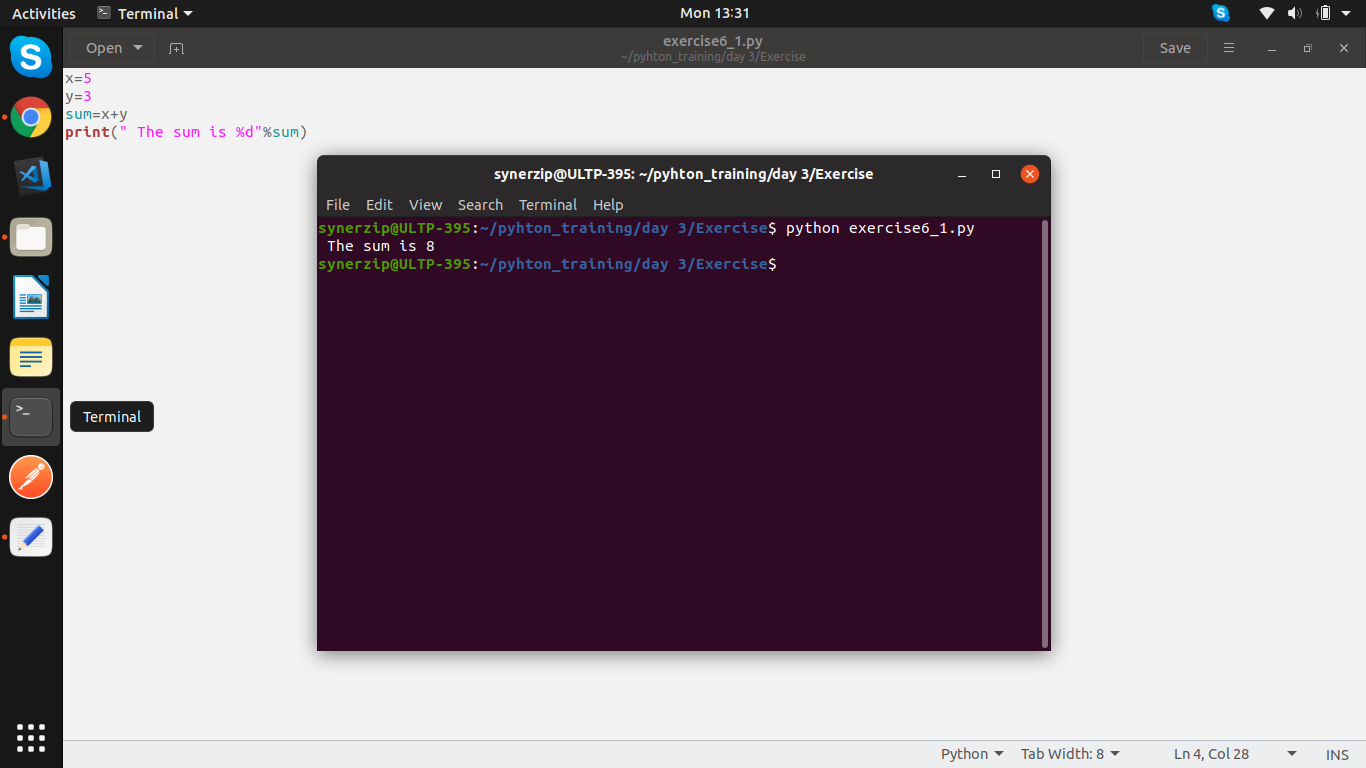 Activities
Terminal
Mon 13:31
Open
exercise6_1.py
~/pyhton_training/day 3/Exercise
Save
x=5
y=3
sum=x+y
print(" The sum is %d"%sum)
synerzip@ULTP-395: ~/pyhton_training/day 3/Exercise
File Edit View Search Terminal Help
synerzip@ULTP-395:~/pyhton_training/day 3/Exercise$ python exercise6_1.py
 The sum is 8
synerzip@ULTP-395:~/pyhton_training/day 3/Exercise$
Terminal
Python Tab Width: 8 Ln 4, Col 28 INS